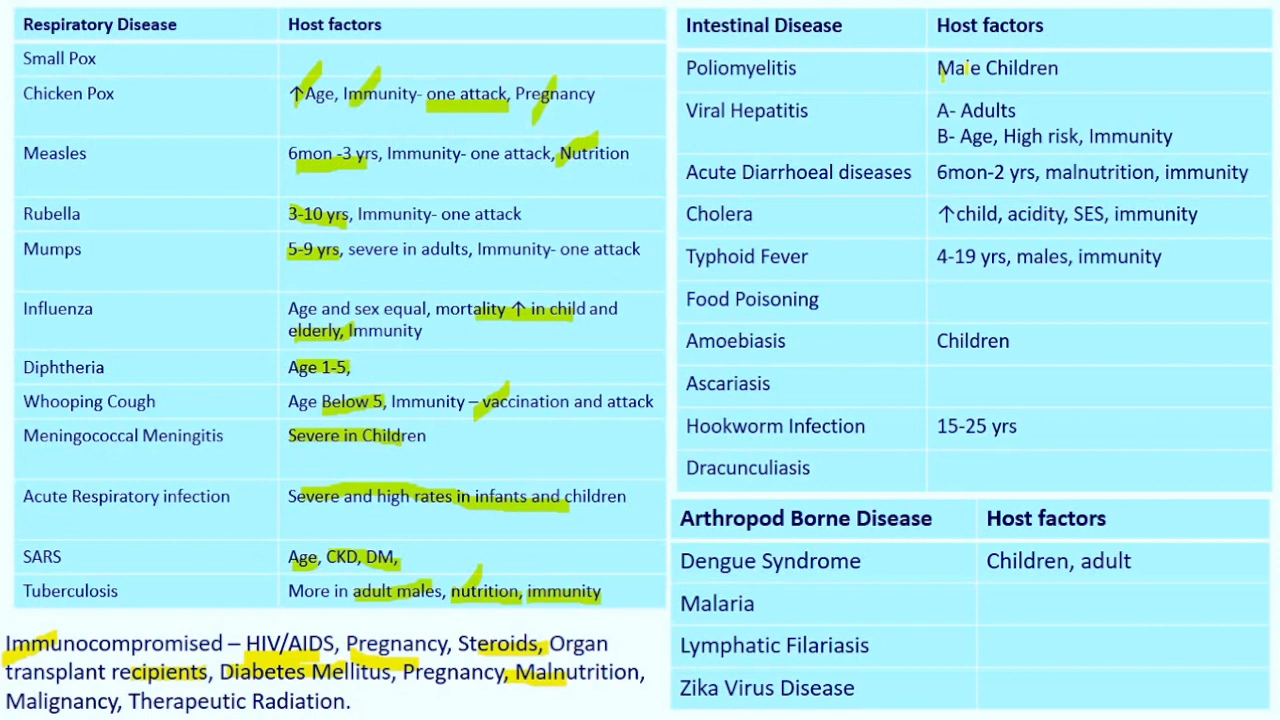 Respiratory Disease Host factors
Small Pox
Chicken Pox ↑Age, Immunity- one attack, Pregnancy
Measles 6mon -3 yrs, Immunity- one attack, Nutrition
Rubella 3-10 yrs, Immunity- one attack
Mumps 5-9 yrs, severe in adults, Immunity- one attack
Influenza Age and sex equal, mortality ↑ in child and
elderly, Immunity
Diphtheria Age 1-5,
Whooping Cough Age Below 5, Immunity – vaccination and attack
Meningococcal Meningitis Severe in Children
Acute Respiratory infection Severe and high rates in infants and children
SARS Age, CKD, DM,
Tuberculosis More in adult males, nutrition, immunity
Immunocompromised – HIV/AIDS, Pregnancy, Steroids, Organ
transplant recipients, Diabetes Mellitus, Pregnancy, Malnutrition,
Malignancy, Therapeutic Radiation.
Intestinal Disease Host factors
Poliomyelitis Male Children
Viral Hepatitis A- Adults
B- Age, High risk, Immunity
Acute Diarrhoeal diseases 6mon-2 yrs, malnutrition, immunity
Cholera ↑child, acidity, SES, immunity
Typhoid Fever 4-19 yrs, males, immunity
Food Poisoning
Amoebiasis Children
Ascariasis
Hookworm Infection 15-25 yrs
Dracunculiasis
Arthropod Borne Disease Host factors
Dengue Syndrome Children, adult
Malaria
Lymphatic Filariasis
Zika Virus Disease